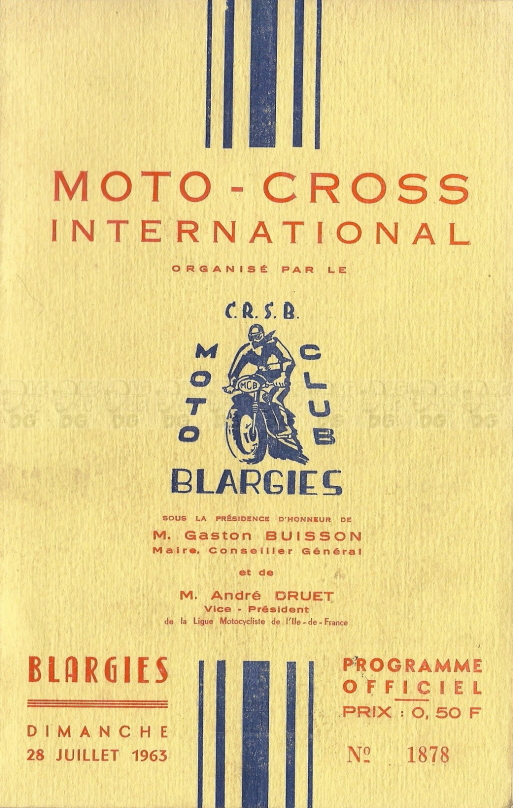 MOTO - CROSS
INTERNATIONAL
ORGANISÉ PAR LE
C.R.S.B.
MOTO
CLUB
MCB
BLARGIES
SOUS LA PRÉSIDENCE D'HONNEUR DE
M. Gaston BUISSON
Maire, Conseiller Général
et de
M. André DRUET
Vice - Président
de la Ligue Motocycliste de l'Ile - de - France
BLARGIES
DIMANCHE
28 JUILLET 1963
PROGRAMME
OFFICIEL
PRIX : 0, 50 F
Nº 1878